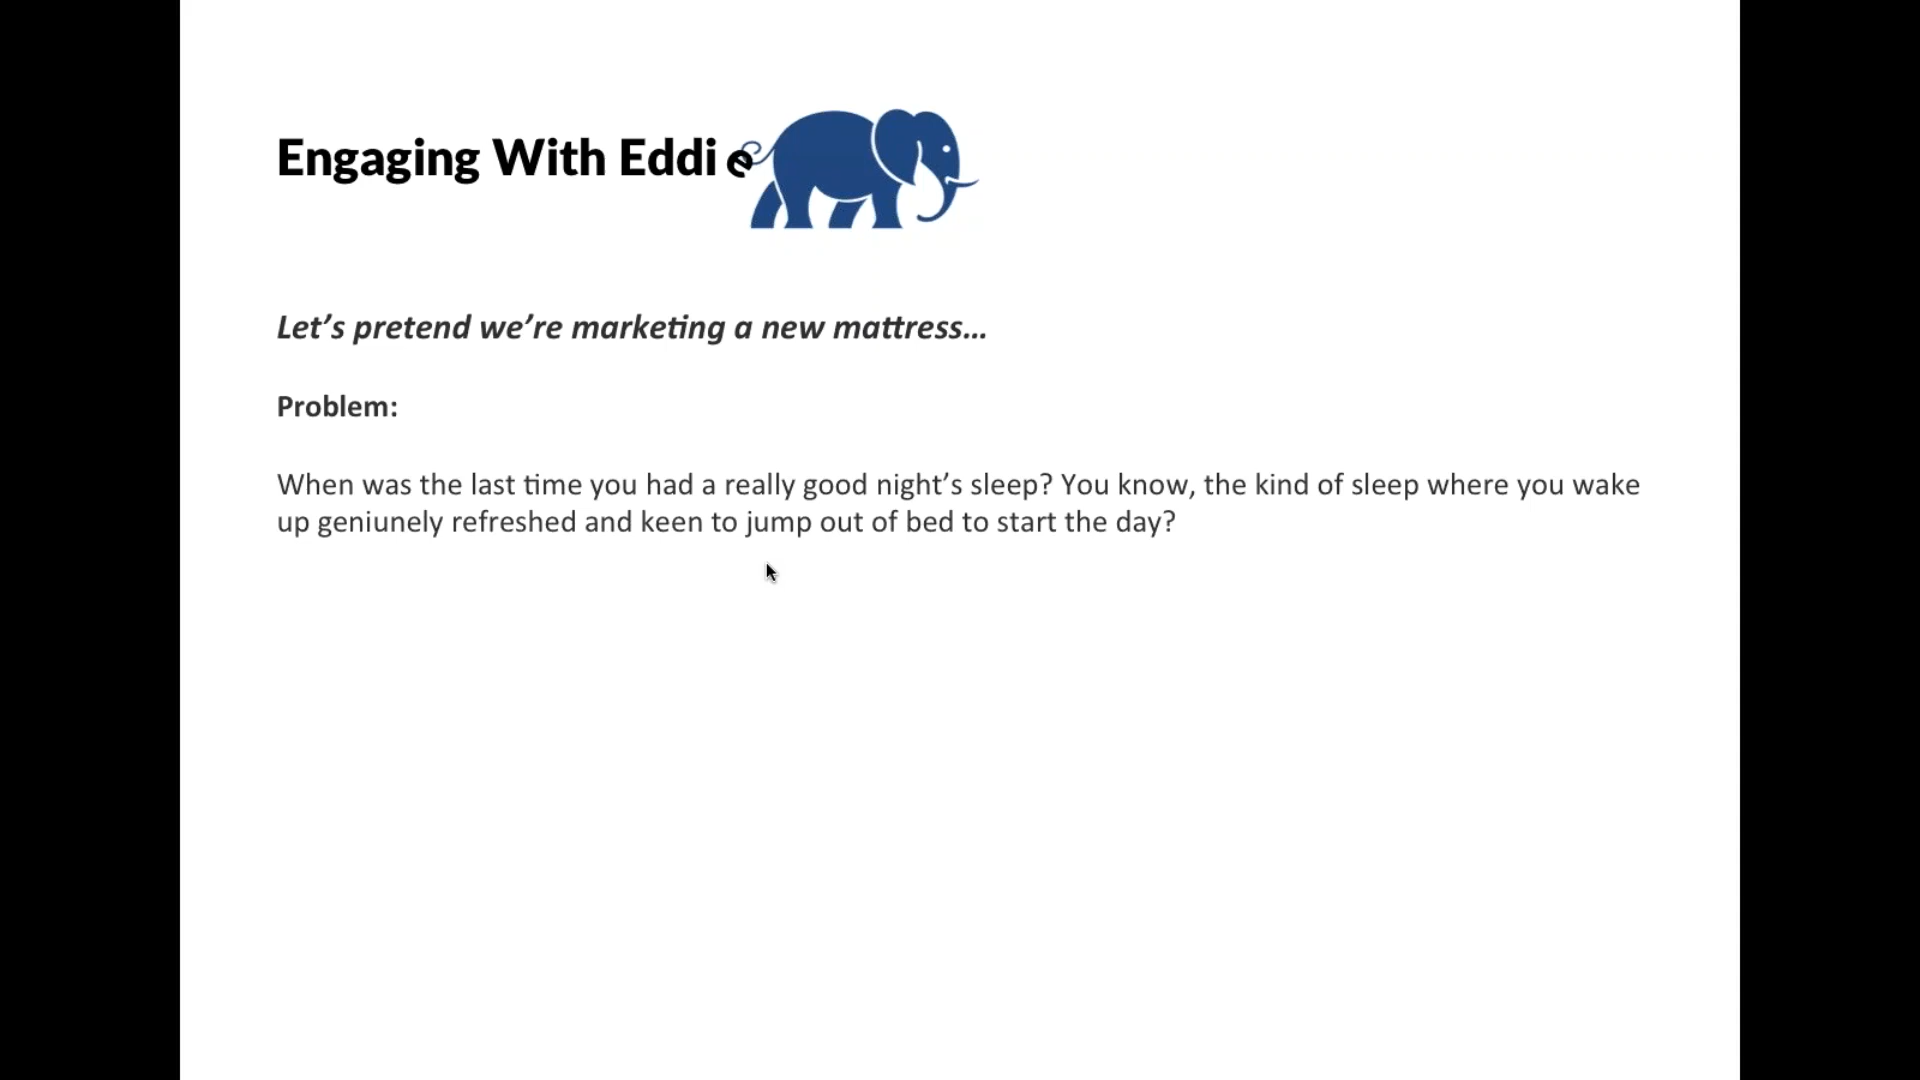 Engaging With Eddie
Let’s pretend we’re marketing a new mattress...
Problem:
When was the last time you had a really good night’s sleep? You know, the kind of sleep where you wake
up geniunely refreshed and keen to jump out of bed to start the day?